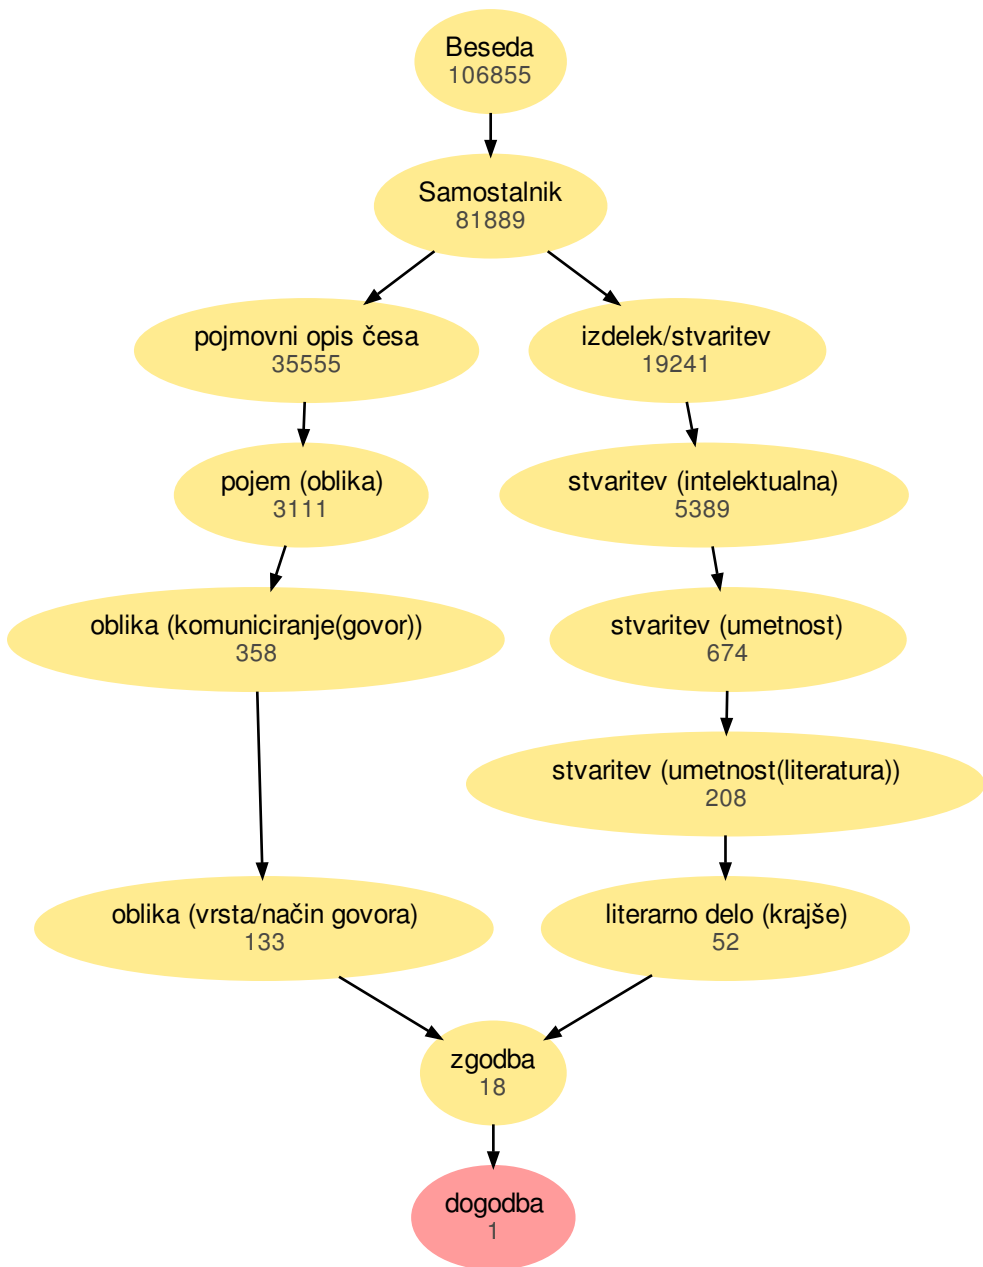 Beseda
106855
Samostalnik
81889
pojmovni opis česa
35555
izdelek/stvaritev
19241
pojem (oblika)
3111
stvaritev (intelektualna)
5389
oblika (komuniciranje(govor))
358
stvaritev (umetnost)
674
stvaritev (umetnost(literatura))
208
oblika (vrsta/način govora)
133
literarno delo (krajše)
52
zgodba
18
dogodba
1